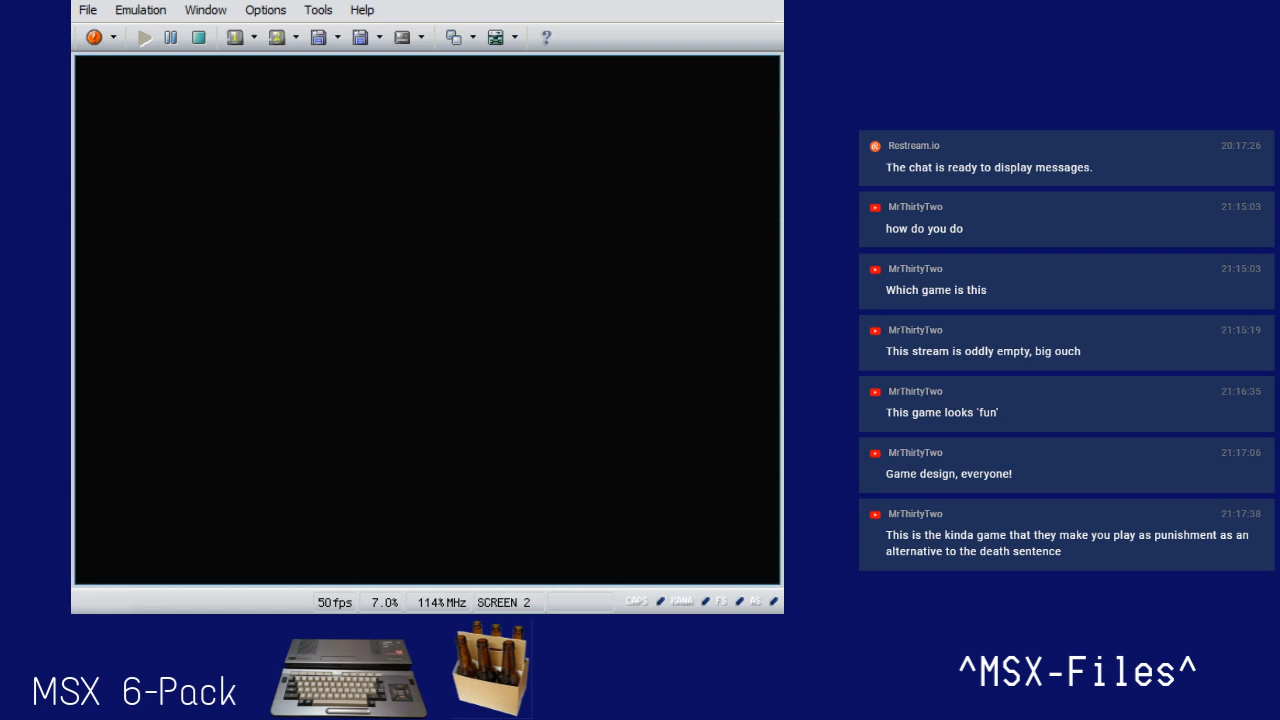 File Emulation Window Options Tools Help
50fps 7.0% 114%MHz SCREEN 2 CAPS KANA FS AS
Restream.io 20:17:26
The chat is ready to display messages.
MrThirtyTwo 21:15:03
how do you do
MrThirtyTwo 21:15:03
Which game is this
MrThirtyTwo 21:15:19
This stream is oddly empty, big ouch
MrThirtyTwo 21:16:35
This game looks 'fun'
MrThirtyTwo 21:17:06
Game design, everyone!
MrThirtyTwo 21:17:38
This is the kinda game that they make you play as punishment as an
alternative to the death sentence
MSX 6-Pack
^MSX-Files^